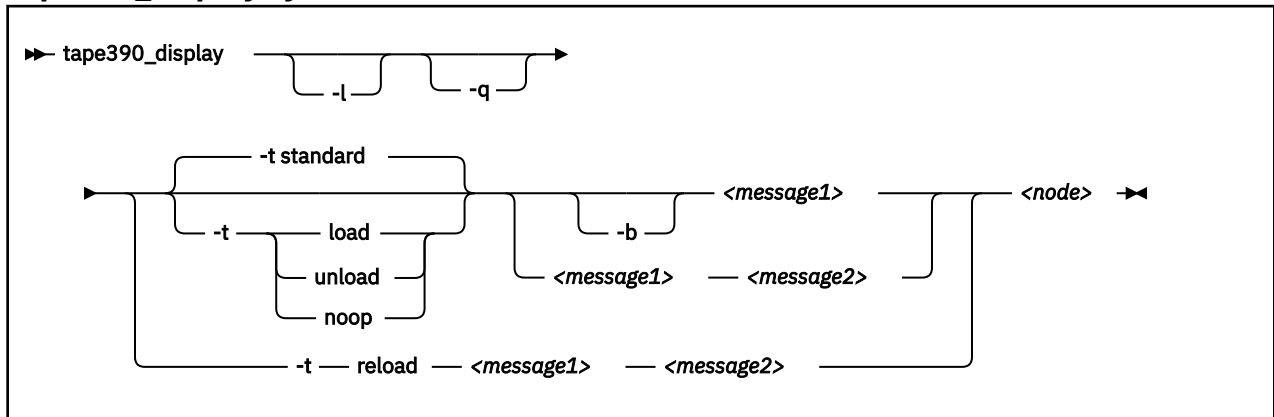 tape390_display
-l
-q
-t standard
<message1>
<node>
-t
load
-b
unload
<message1>
<message2>
noop
-t
reload
<message1>
<message2>